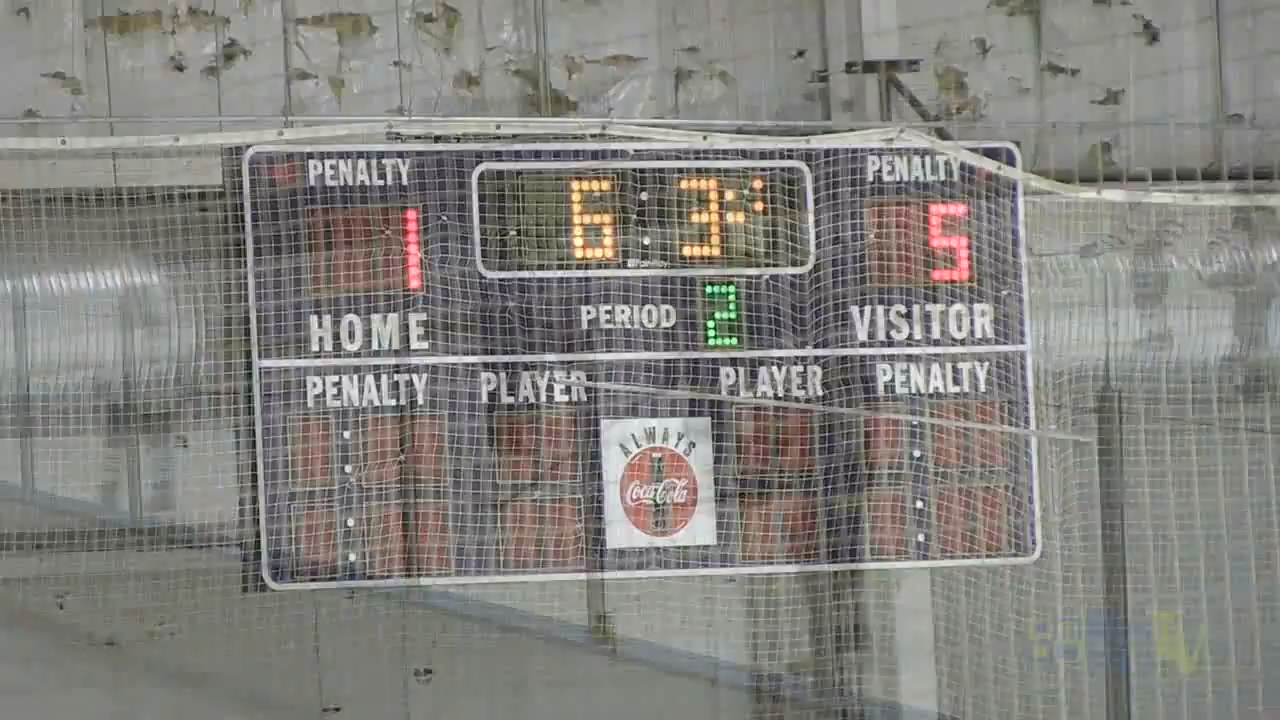 PENALTY
PENALTY
6 : 3
1
5
HOME
PERIOD 2
VISITOR
PENALTY PLAYER
PLAYER PENALTY
ALWAYS
Coca-Cola